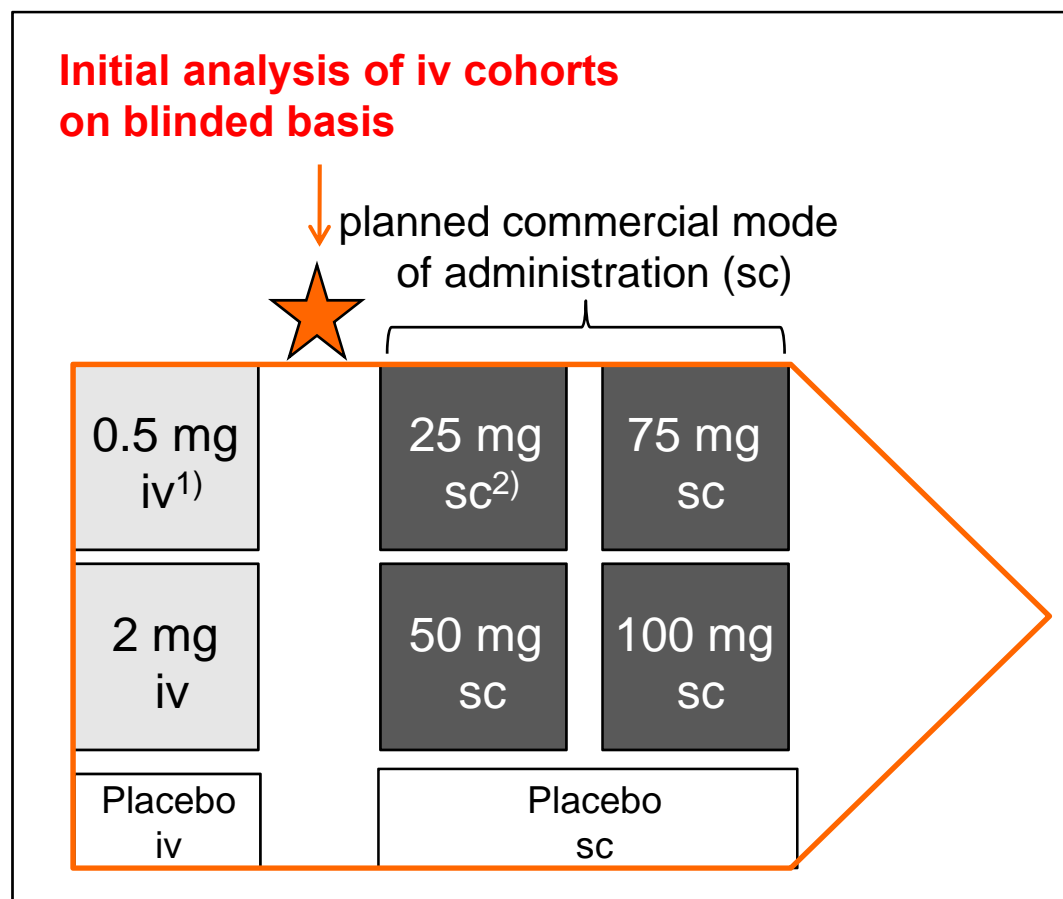 Initial analysis of iv cohorts
on blinded basis
planned commercial mode
of administration (sc)
0.5 mg
iv1)
25 mg
sc2)
75 mg
sc
2 mg
iv
50 mg
sc
100 mg
sc
Placebo
iv
Placebo
sc